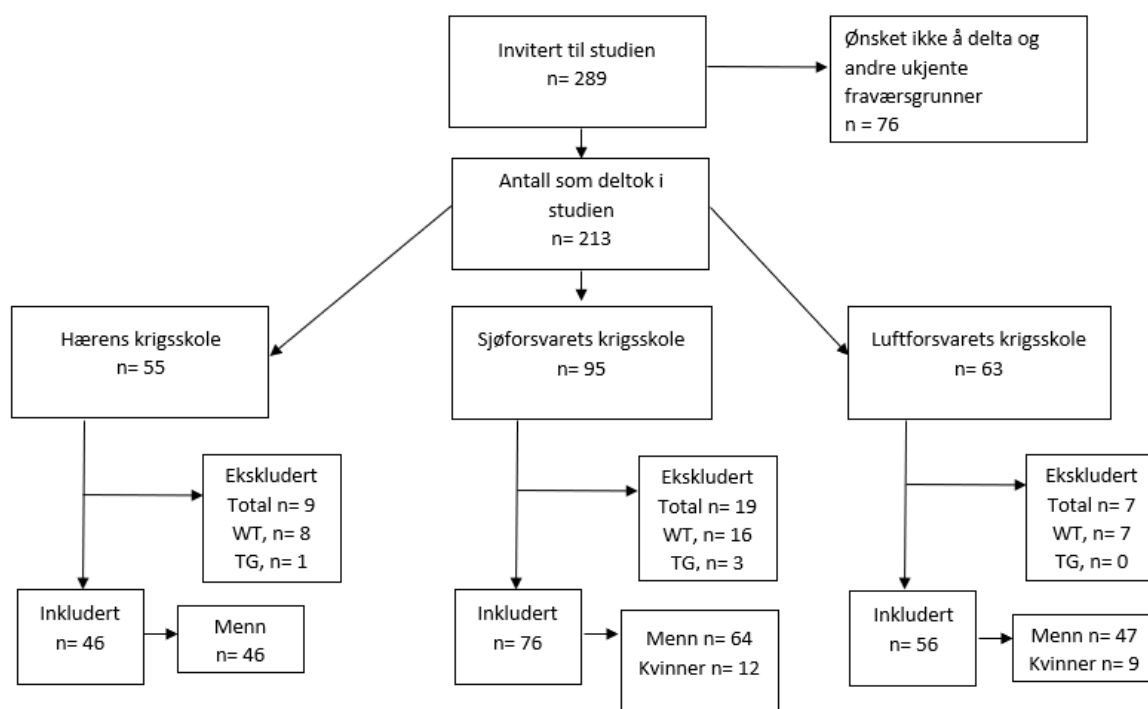 Invitert til studien
n= 289
Ønsket ikke å delta og
andre ukjente
fraværsgrunner
n = 76
Antall som deltok i
studien
n= 213
Hærens krigsskole
n= 55
Sjøforsvarets krigsskole
n= 95
Luftforsvarets krigsskole
n= 63
Ekskludert
Total n= 9
WT, n= 8
TG, n= 1
Ekskludert
Total n= 19
WT, n= 16
TG, n= 3
Ekskludert
Total n= 7
WT, n= 7
TG, n= 0
Inkludert
n= 46
Menn
n= 46
Inkludert
n= 76
Menn n= 64
Kvinner n= 12
Inkludert
n= 56
Menn n= 47
Kvinner n= 9